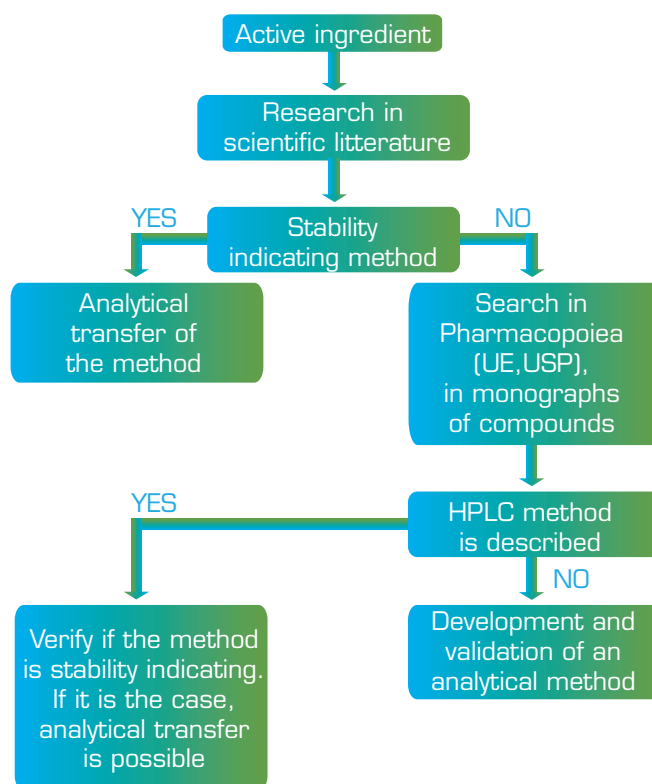 Active ingredient
Research in
scientific litterature
YES
Stability
indicating method
NO
Analytical
transfer of
the method
Search in
Pharmacopoiea
(UE,USP),
in monographs
of compounds
YES
HPLC method
is described
NO
Verify if the method
is stability indicating.
If it is the case,
analytical transfer
is possible
Development and
validation of an
analytical method